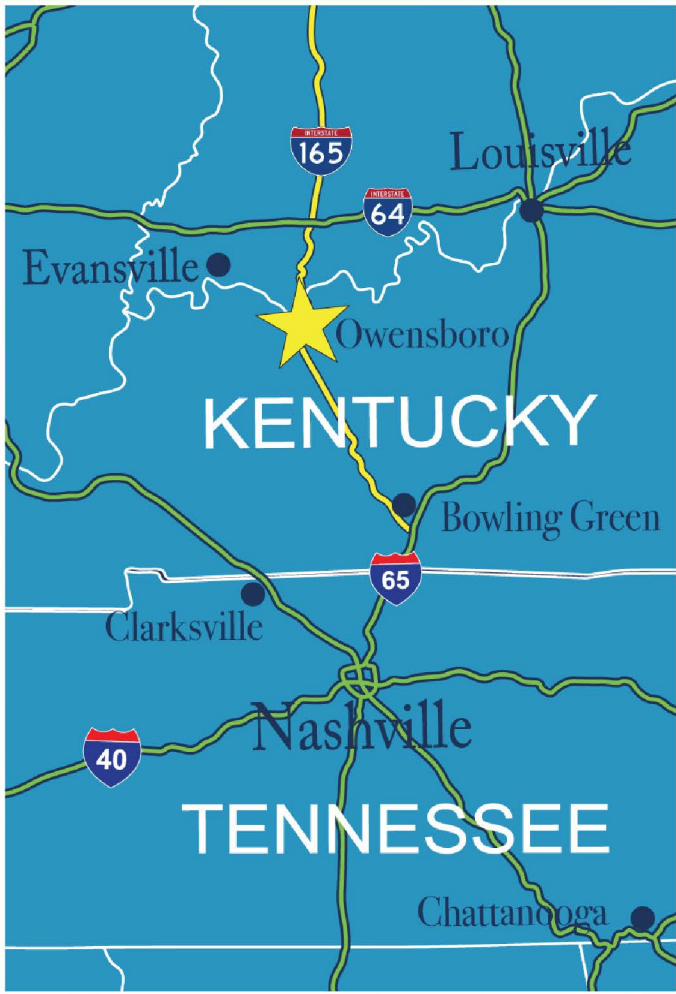 INTERSTATE
165
Louisville
INTERSTATE
64
Evansville
Owensboro
KENTUCKY
Bowling Green
65
Clarksville
Nashville
40
TENNESSEE
Chattanooga